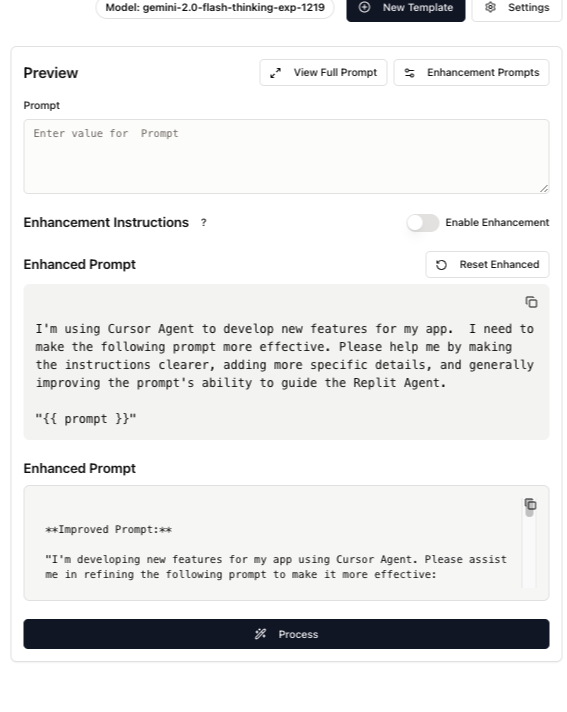 Model: gemini-2.0-flash-thinking-exp-1219
New Template
Settings
Preview
View Full Prompt
Enhancement Prompts
Prompt
Enter value for  Prompt
Enhancement Instructions ?
Enable Enhancement
Enhanced Prompt
Reset Enhanced
I'm using Cursor Agent to develop new features for my app.  I need to
make the following prompt more effective. Please help me by making
the instructions clearer, adding more specific details, and generally
improving the prompt's ability to guide the Replit Agent.
"{{ prompt }}"
Enhanced Prompt
**Improved Prompt:**
"I'm developing new features for my app using Cursor Agent. Please assist
me in refining the following prompt to make it more effective:
Process